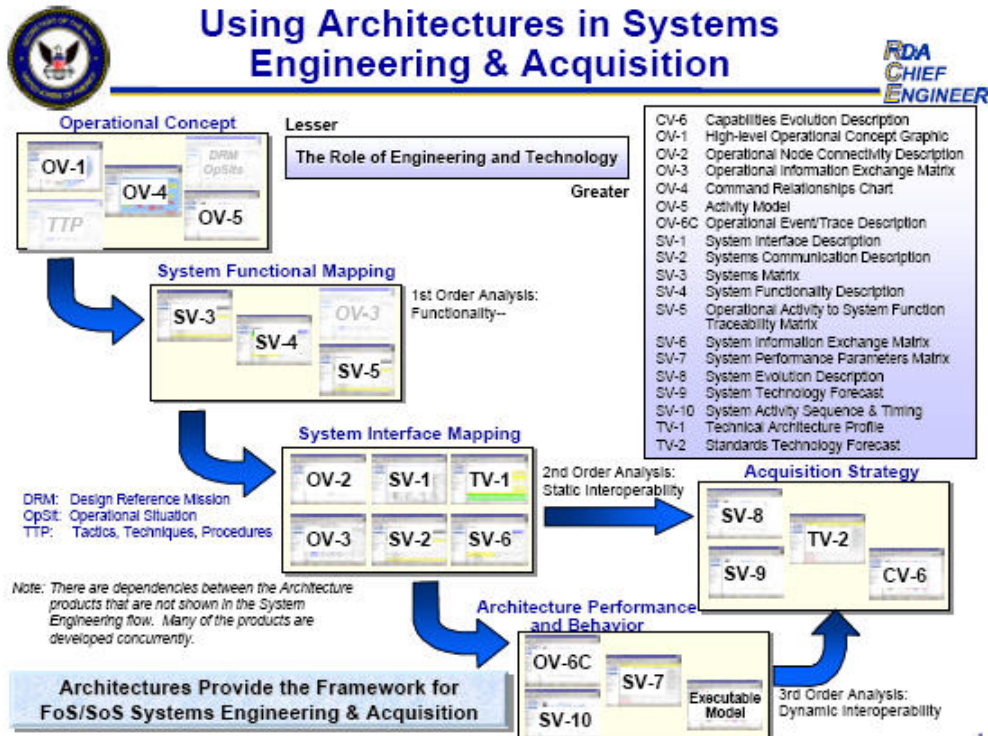 Using Architectures in Systems
Engineering & Acquisition
RDA
CHIEF
ENGINEER
Operational Concept
OV-1
OV-4
DRM
OpSits
OV-5
TTP
Lesser
The Role of Engineering and Technology
Greater
CV-6 Capabilities Evolution Description
OV-1 High-level Operational Concept Graphic
OV-2 Operational Node Connectivity Description
OV-3 Operational Information Exchange Matrix
OV-4 Command Relationships Chart
OV-5 Activity Model
OV-6C Operational Event/Trace Description
SV-1 System Interface Description
SV-2 Systems Communication Description
SV-3 Systems Matrix
SV-4 System Functionality Description
SV-5 Operational Activity to System Function
Traceability Matrix
SV-6 System Information Exchange Matrix
SV-7 System Performance Parameters Matrix
SV-8 System Evolution Description
SV-9 System Technology Forecast
SV-10 System Activity Sequence & Timing
TV-1 Technical Architecture Profile
TV-2 Standards Technology Forecast
System Functional Mapping
SV-3
SV-4
OV-3
SV-5
1st Order Analysis:
Functionality--
System Interface Mapping
OV-2
SV-1
TV-1
OV-3
SV-2
SV-6
2nd Order Analysis:
Static Interoperability
DRM: Design Reference Mission
OpSit: Operational Situation
TTP: Tactics, Techniques, Procedures
Acquisition Strategy
SV-8
TV-2
SV-9
CV-6
Note: There are dependencies between the Architecture
products that are not shown in the System
Engineering flow. Many of the products are
developed concurrently.
Architecture Performance
and Behavior
OV-6C
SV-7
SV-10
Executable
Model
3rd Order Analysis:
Dynamic Interoperability
Architectures Provide the Framework for
FoS/SoS Systems Engineering & Acquisition